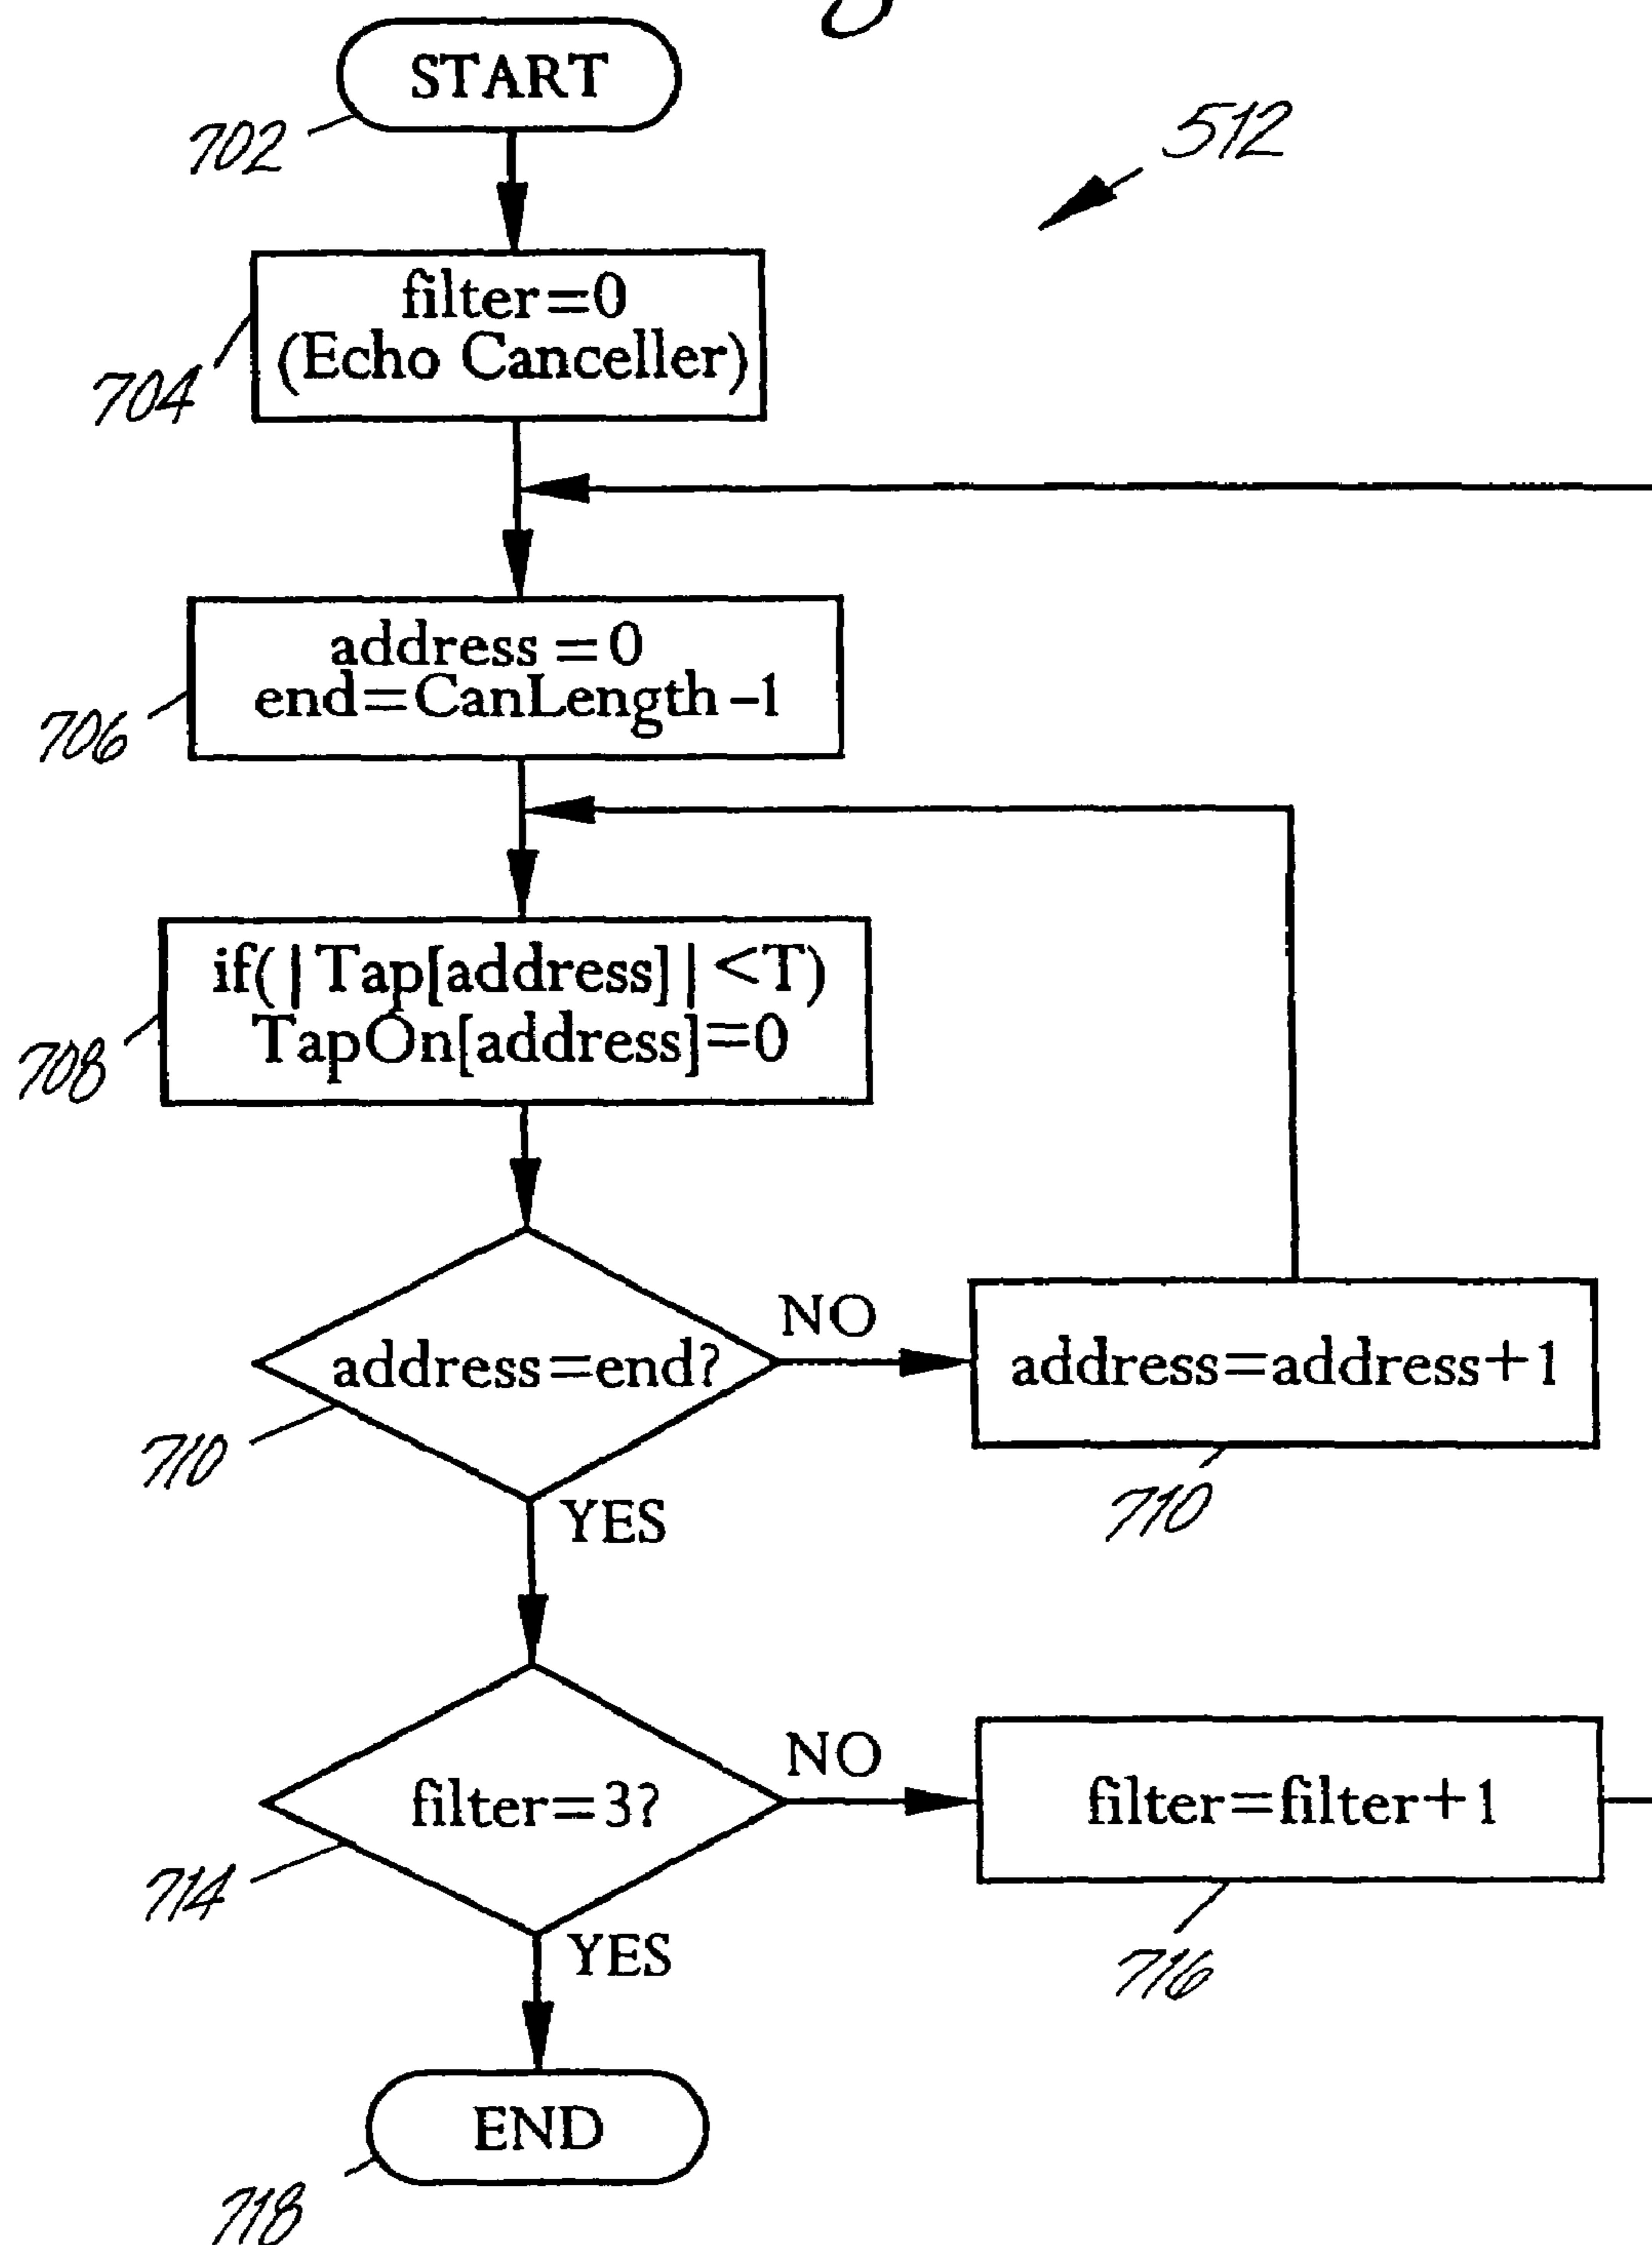 START
702
512
filter=0
(Echo Canceller)
704
address =0
end=CanLength-1
706
if(|Tap[address]|<T)
TapOn[address]=0
708
NO
address=end?
address=address+1
710
710
YES
NO
filter=3?
filter=filter+1
714
716
YES
END
718